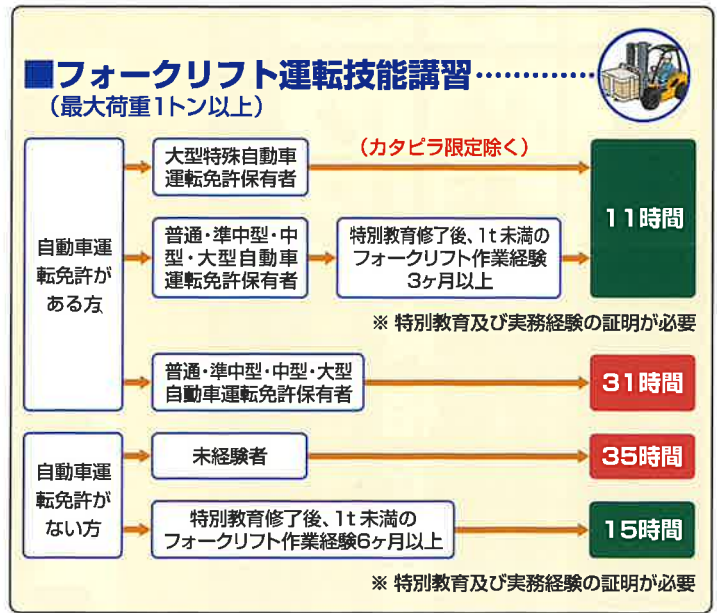 ■フォークリフト運転技能講習…………
（最大荷重1トン以上）
自動車運
転免許が
ある方
大型特殊自動車
運転免許保有者
（カタピラ限定除く）
11時間
普通・準中型・中
型・大型自動車
運転免許保有者
特別教育修了後、1t未満の
フォークリフト作業経験
3ヶ月以上
※ 特別教育及び実務経験の証明が必要
普通・準中型・中型・大型
自動車運転免許保有者
31時間
自動車運
転免許が
ない方
未経験者
35時間
特別教育修了後、1t未満の
フォークリフト作業経験6ヶ月以上
15時間
※ 特別教育及び実務経験の証明が必要